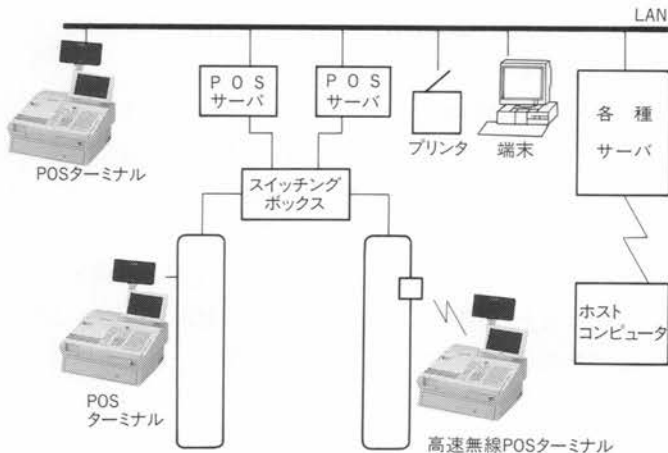 LAN
POS
サーバ
POS
サーバ
プリンタ
端末
各種
サーバ
POSターミナル
スイッチング
ボックス
POS
ターミナル
ホスト
コンピュータ
高速無線POSターミナル